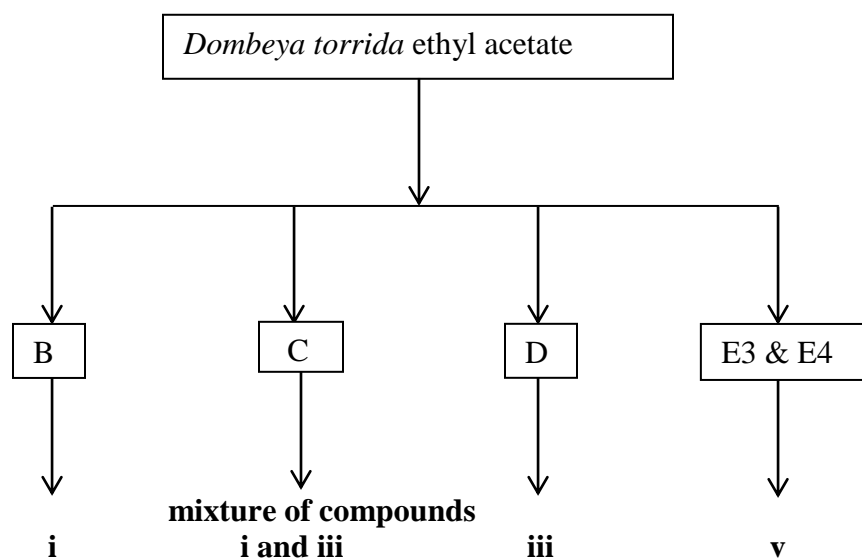 Dombeya torrida ethyl acetate
B
C
D
E3 & E4
mixture of compounds
i
i and iii
iii
v